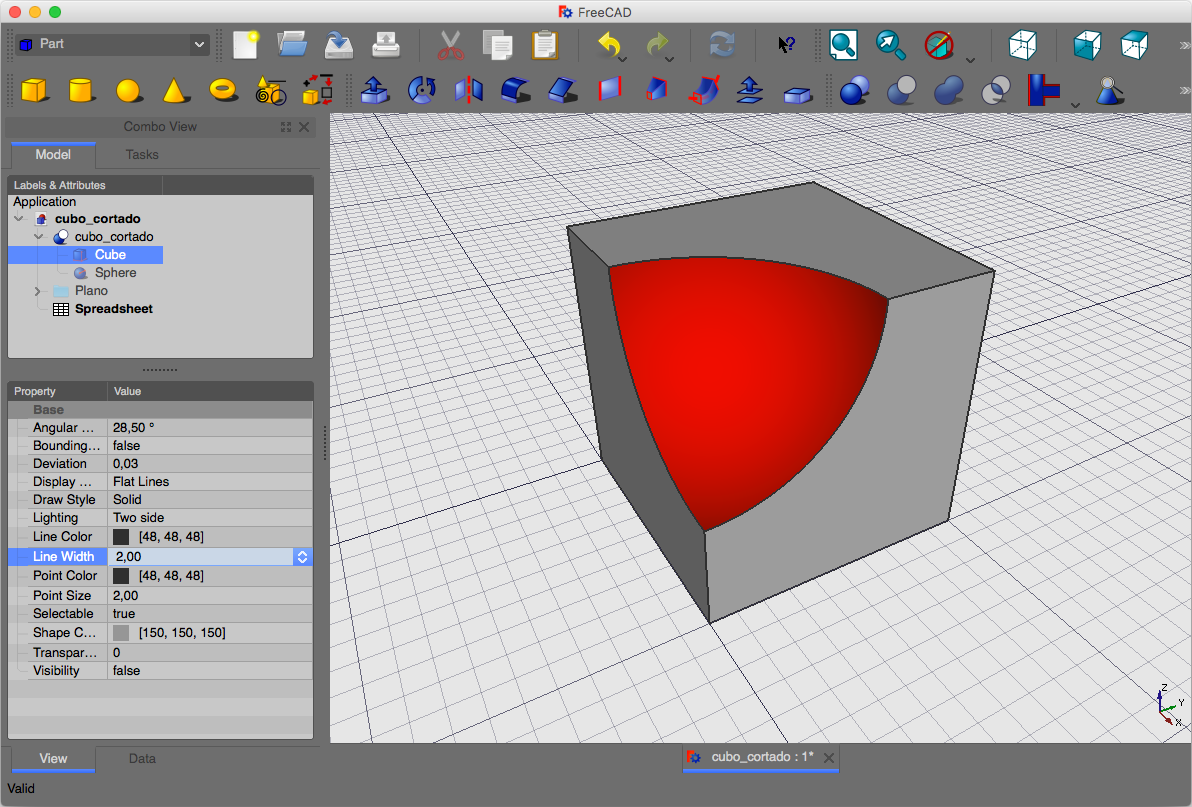 FreeCAD
Part
Combo View
Model Tasks
Labels & Attributes
Application
cubo_cortado
cubo_cortado
Cube
Sphere
Plano
Spreadsheet
Property Value
Base
Angular ... 28,50 °
Bounding... false
Deviation 0,03
Display ... Flat Lines
Draw Style Solid
Lighting Two side
Line Color [48, 48, 48]
Line Width 2,00
Point Color [48, 48, 48]
Point Size 2,00
Selectable true
Shape C... [150, 150, 150]
Transpar... 0
Visibility false
Z
Y
X
View Data
cubo_cortado : 1*
Valid